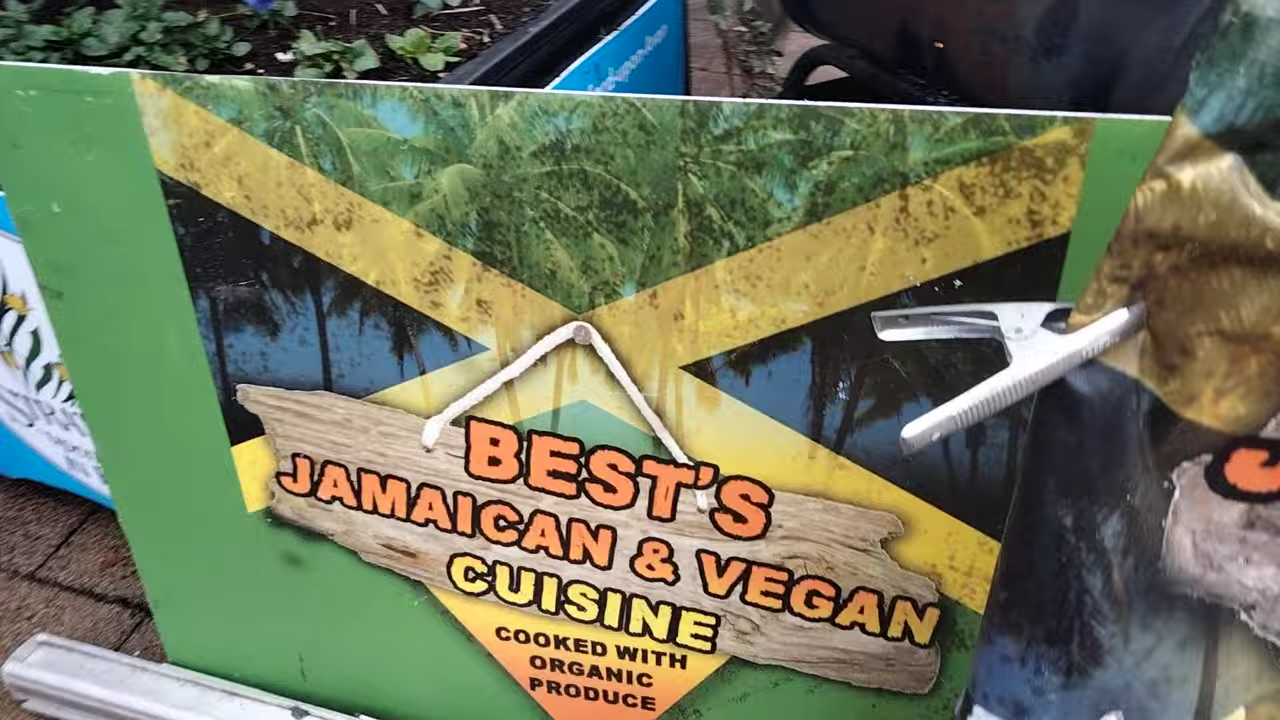 BEST'S
JAMAICAN & VEGAN
CUISINE
COOKED WITH
ORGANIC
PRODUCE